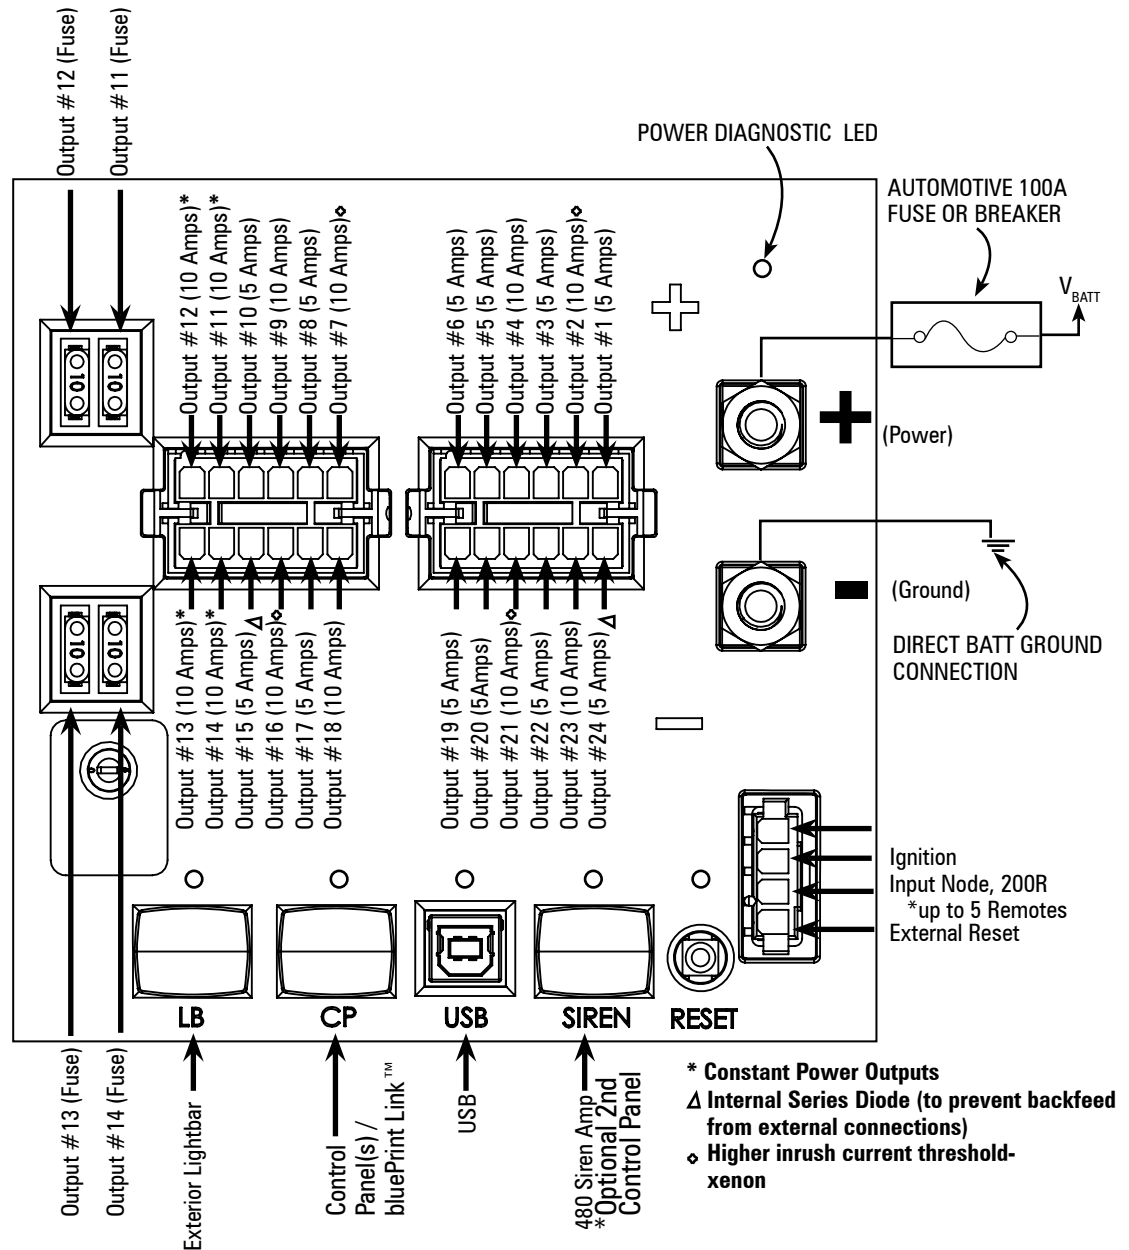 Output #12 (Fuse)
Output #11 (Fuse)
POWER DIAGNOSTIC LED
AUTOMOTIVE 100A
FUSE OR BREAKER
VBATT
Output #12 (10 Amps)*
Output #11 (10 Amps)*
Output #10 (5 Amps)
Output #9 (10 Amps)
Output #8 (5 Amps)
Output #7 (10 Amps)⋄
Output #6 (5 Amps)
Output #5 (5 Amps)
Output #4 (10 Amps)
Output #3 (5 Amps)
Output #2 (10 Amps)⋄
Output #1 (5 Amps)
10
10
+
(Power)
-
(Ground)
DIRECT BATT GROUND
CONNECTION
10
10
Output #13 (10 Amps)*
Output #14 (10 Amps)*
Output #15 (5 Amps)Δ
Output #16 (10 Amps)⋄
Output #17 (5 Amps)
Output #18 (10 Amps)
Output #19 (5 Amps)
Output #20 (5Amps)
Output #21 (10 Amps)⋄
Output #22 (5 Amps)
Output #23 (10 Amps)
Output #24 (5 Amps)Δ
Ignition
Input Node, 200R
*up to 5 Remotes
External Reset
LB
CP
USB
SIREN
RESET
Output #13 (Fuse)
Output #14 (Fuse)
Exterior Lightbar
Control
Panel(s) /
bluePrint Link™
USB
480 Siren Amp
*Optional 2nd
Control Panel
* Constant Power Outputs
Δ Internal Series Diode (to prevent backfeed
from external connections)
⋄ Higher inrush current threshold-
xenon